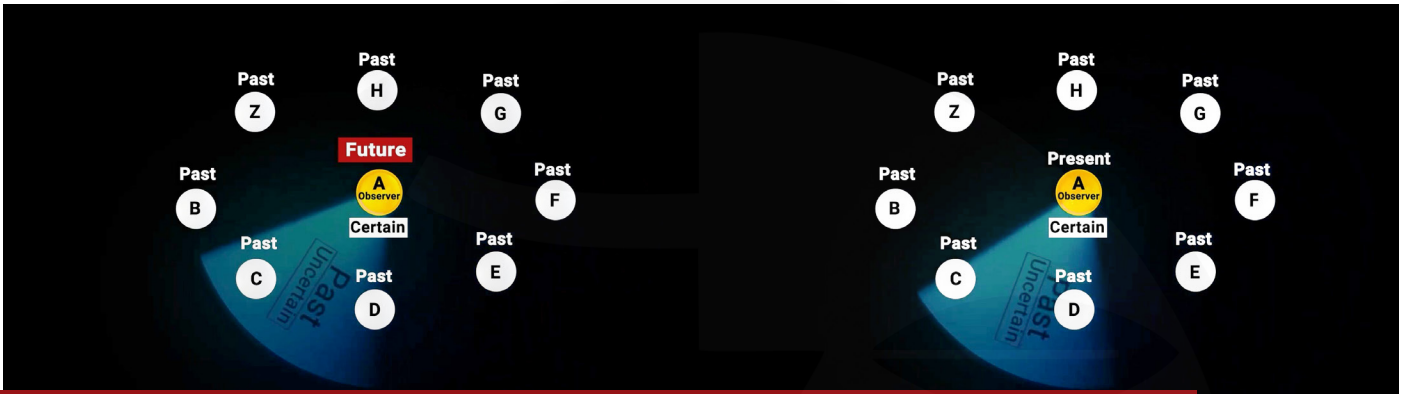 Past
H
Past
Z
Past
G
Future
A
Observer
Certain
Past
B
Past
F
Past
C
Past
Uncertain
Past
D
Past
E
Past
H
Past
Z
Past
G
Present
A
Observer
Certain
Past
B
Past
F
Past
C
Past
Uncertain
Past
D
Past
E